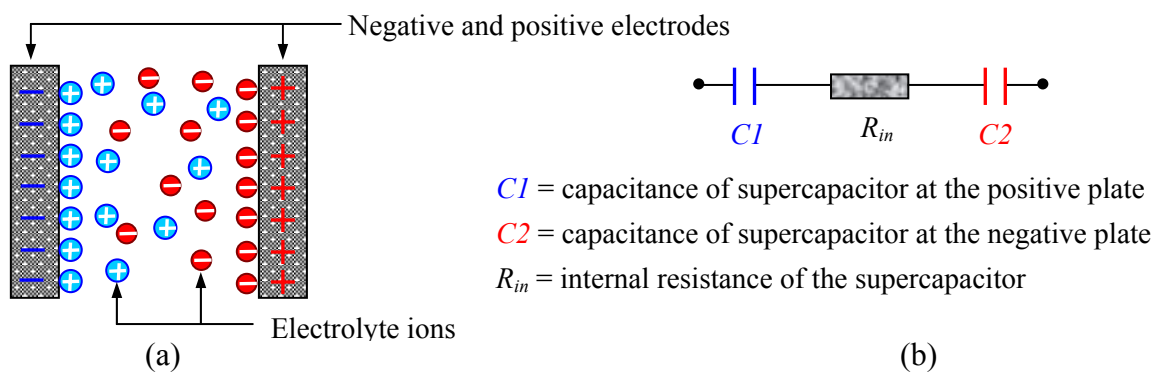 Negative and positive electrodes
Electrolyte ions
(a)
C1
R_in
C2
C1 = capacitance of supercapacitor at the positive plate
C2 = capacitance of supercapacitor at the negative plate
R_in = internal resistance of the supercapacitor
(b)